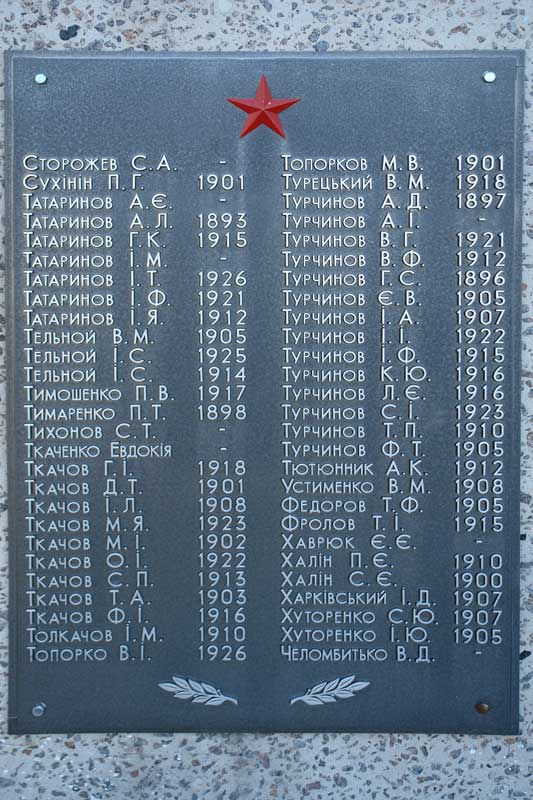 Сторожев С.А. -
Сухінін П.Г. 1901
Татаринов А.Є. -
Татаринов А.Л. 1893
Татаринов Г.К. 1915
Татаринов І.М. -
Татаринов І.Т. 1926
Татаринов І.Ф. 1921
Татаринов І.Я. 1912
Тельной В.М. 1905
Тельной І.С. 1925
Тельной І.С. 1914
Тимошенко П.В. 1917
Тимаренко П.Т. 1898
Тихонов С.Т. -
Ткаченко Евдокія -
Ткачов Г.І. 1918
Ткачов Д.Т. 1901
Ткачов І.Л. 1908
Ткачов М.Я. 1923
Ткачов М.І. 1902
Ткачов О.І. 1922
Ткачов С.П. 1913
Ткачов Т.А. 1903
Ткачов Ф.І. 1916
Толкачов І.М. 1910
Топорко В.І. 1926
Топорков М.В. 1901
Турецький В.М. 1918
Турчинов А.Д. 1897
Турчинов А.І. -
Турчинов В.Г. 1921
Турчинов В.Ф. 1912
Турчинов Г.С. 1896
Турчинов Є.В. 1905
Турчинов І.А. 1907
Турчинов І.І. 1922
Турчинов І.Ф. 1915
Турчинов К.Ю. 1916
Турчинов Л.Є. 1916
Турчинов С.І. 1923
Турчинов Т.П. 1910
Турчинов Ф.Т. 1905
Тютюнник А.К. 1912
Устименко В.М. 1908
Федоров Т.Ф. 1905
Фролов Т.І. 1915
Хаврюк Є.Є. -
Халін П.Є. 1910
Халін С.Є. 1900
Харківський І.Д. 1907
Хуторенко С.Ю. 1907
Хуторенко І.Ю. 1905
Челомбитько В.Д. -